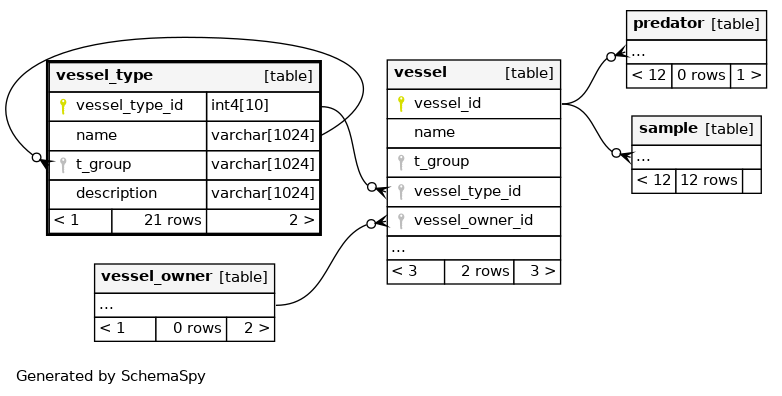 vessel_type [table]
vessel_type_id int4[10]
name varchar[1024]
t_group varchar[1024]
description varchar[1024]
< 1 21 rows 2 >
vessel [table]
vessel_id
name
t_group
vessel_type_id
vessel_owner_id
...
< 3 2 rows 3 >
predator [table]
...
< 12 0 rows 1 >
sample [table]
...
< 12 12 rows
vessel_owner [table]
...
< 1 0 rows 2 >
Generated by SchemaSpy